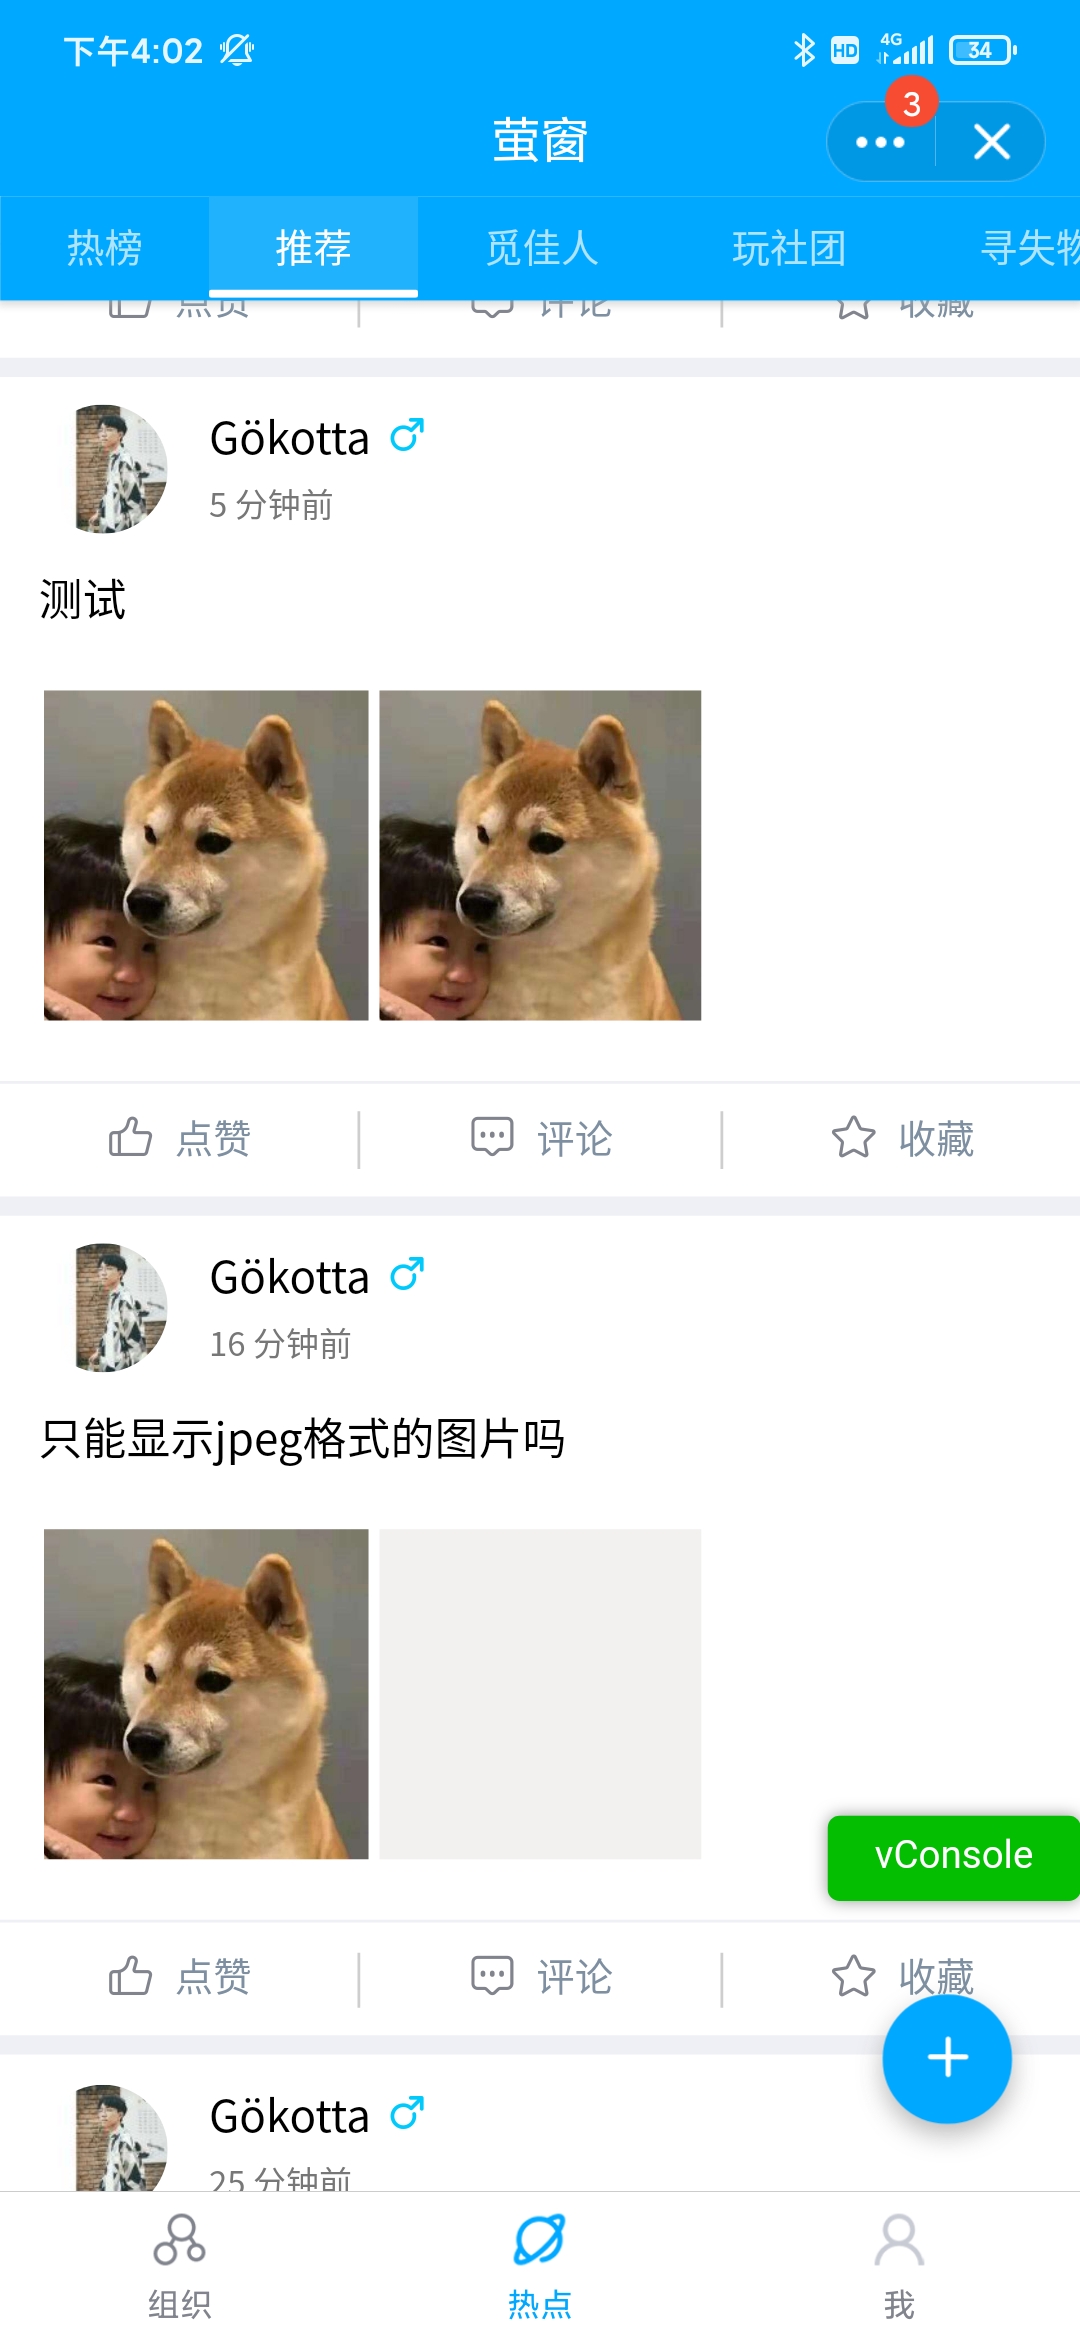 下午4:02 HD 4G 34
萤窗
3
热榜 推荐 觅佳人 玩社团 寻失物
点赞 评论 收藏
Gökotta
5 分钟前
测试
点赞 评论 收藏
Gökotta
16 分钟前
只能显示jpeg格式的图片吗
vConsole
点赞 评论 收藏
Gökotta
25 分钟前
组织 热点 我